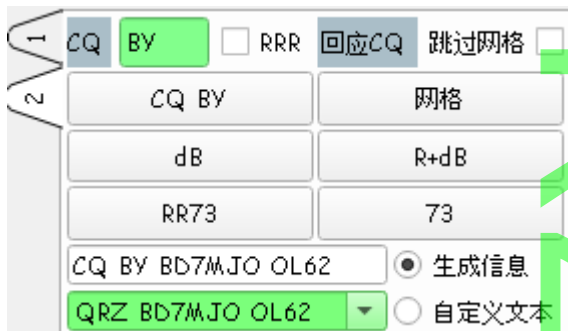 1 CQ BY RRR 回应CQ 跳过网格
2 CQ BY 网格
dB R+dB
RR73 73
CQ BY BD7MJO OL62 生成信息
QRZ BD7MJO OL62 自定义文本